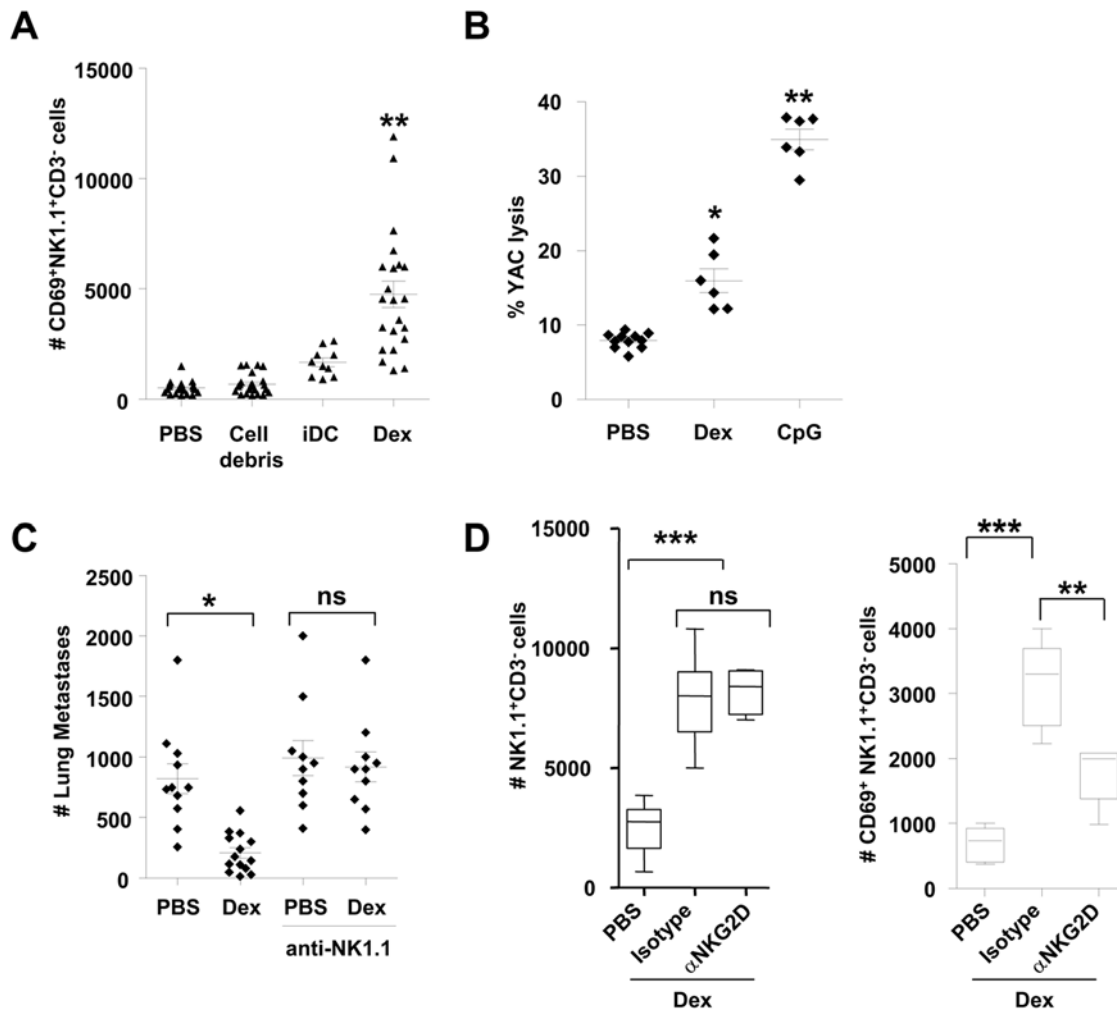 A
# CD69+NK1.1+CD3- cells
15000
10000
5000
0
**
PBS
Cell debris
iDC
Dex
B
% YAC lysis
40
30
20
10
0
*
**
PBS
Dex
CpG
C
# Lung Metastases
2500
2000
1500
1000
500
0
*
ns
PBS
Dex
PBS
Dex
anti-NK1.1
D
# NK1.1+CD3- cells
15000
10000
5000
0
***
ns
PBS
Isotype
αNKG2D
Dex
# CD69+ NK1.1+CD3- cells
5000
4000
3000
2000
1000
0
***
**
PBS
Isotype
αNKG2D
Dex